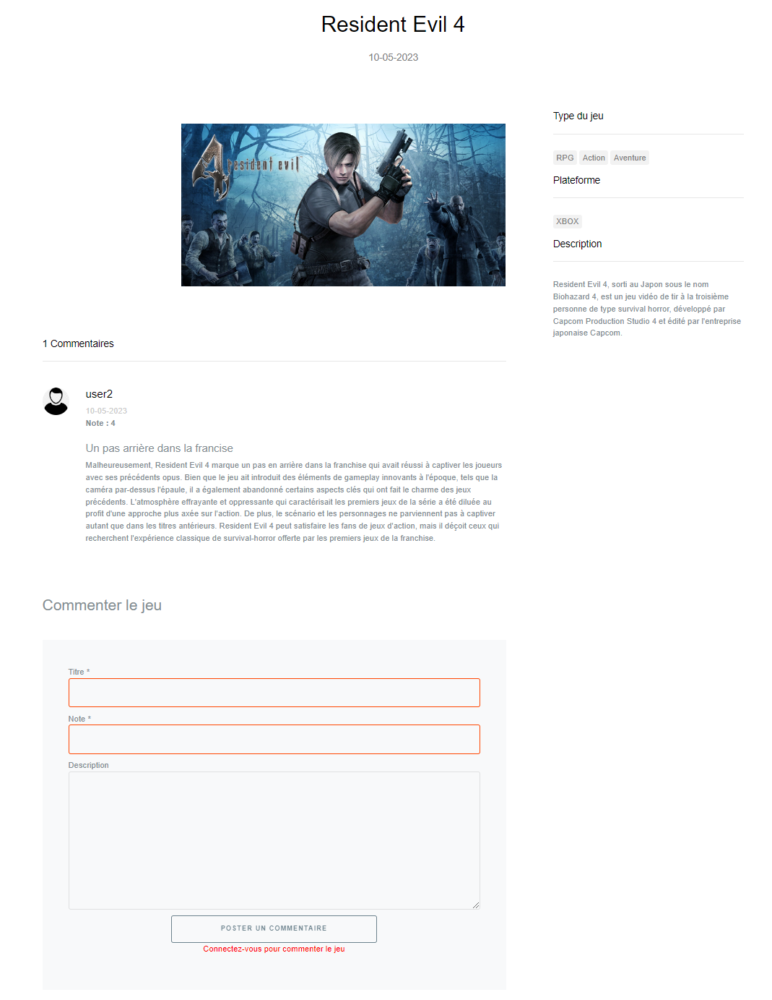 Resident Evil 4
10-05-2023
4 resident evil
Type du jeu
RPG Action Aventure
Plateforme
XBOX
Description
Resident Evil 4, sorti au Japon sous le nom
Biohazard 4, est un jeu vidéo de tir à la troisième
personne de type survival horror, développé par
Capcom Production Studio 4 et édité par l'entreprise
japonaise Capcom.
1 Commentaires
user2
10-05-2023
Note : 4
Un pas arrière dans la francise
Malheureusement, Resident Evil 4 marque un pas en arrière dans la franchise qui avait réussi à captiver les joueurs
avec ses précédents opus. Bien que le jeu ait introduit des éléments de gameplay innovants à l'époque, tels que la
caméra par-dessus l'épaule, il a également abandonné certains aspects clés qui ont fait le charme des jeux
précédents. L'atmosphère effrayante et oppressante qui caractérisait les premiers jeux de la série a été diluée au
profit d'une approche plus axée sur l'action. De plus, le scénario et les personnages ne parviennent pas à captiver
autant que dans les titres antérieurs. Resident Evil 4 peut satisfaire les fans de jeux d'action, mais il déçoit ceux qui
recherchent l'expérience classique de survival-horror offerte par les premiers jeux de la franchise.
Commenter le jeu
Titre *
Note *
Description
POSTER UN COMMENTAIRE
Connectez-vous pour commenter le jeu